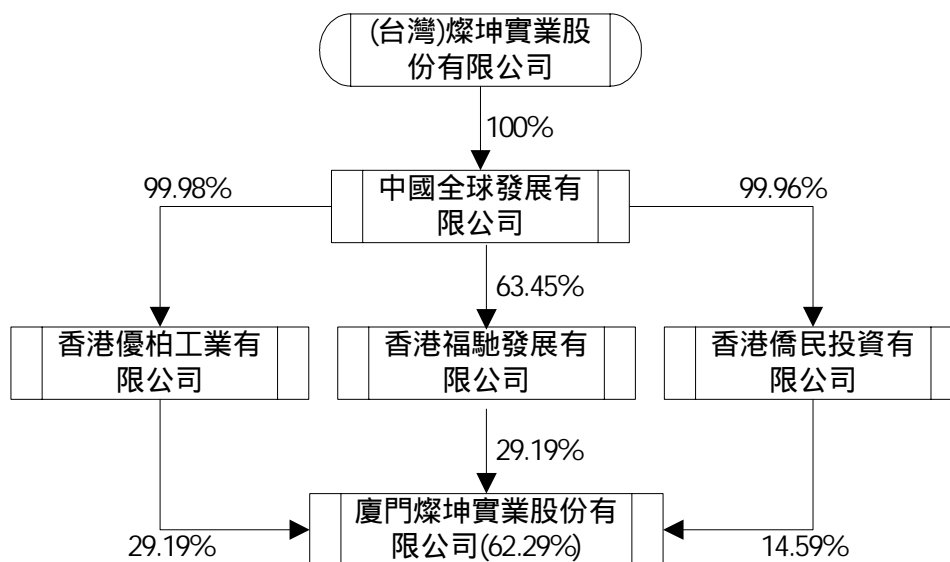 (台灣)燦坤實業股
份有限公司
100%
99.98%
中國全球發展有
限公司
99.96%
63.45%
香港優柏工業有
限公司
香港福馳發展有
限公司
香港僑民投資有
限公司
29.19%
廈門燦坤實業股份有
限公司(62.29%)
29.19%
14.59%